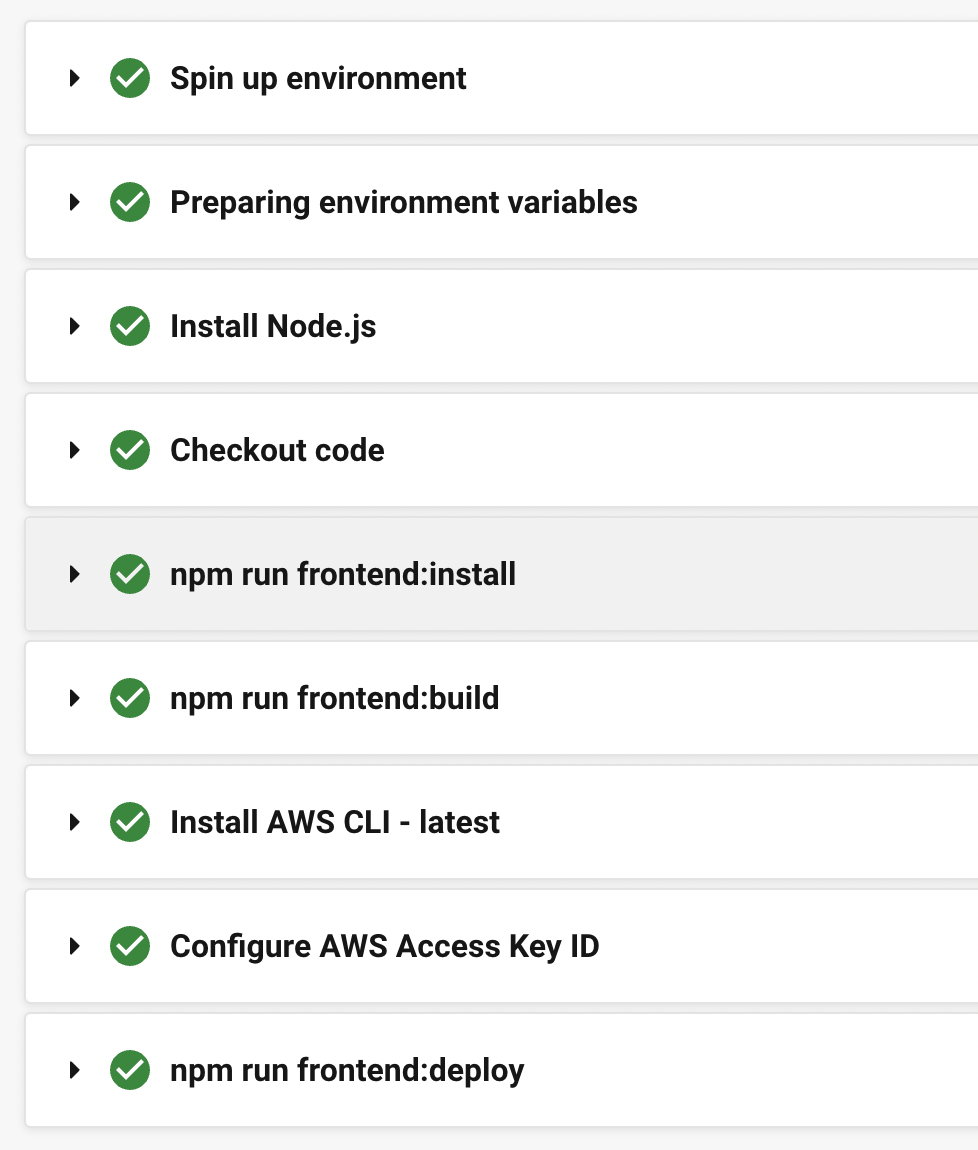 Spin up environment
Preparing environment variables
Install Node.js
Checkout code
npm run frontend:install
npm run frontend:build
Install AWS CLI - latest
Configure AWS Access Key ID
npm run frontend:deploy